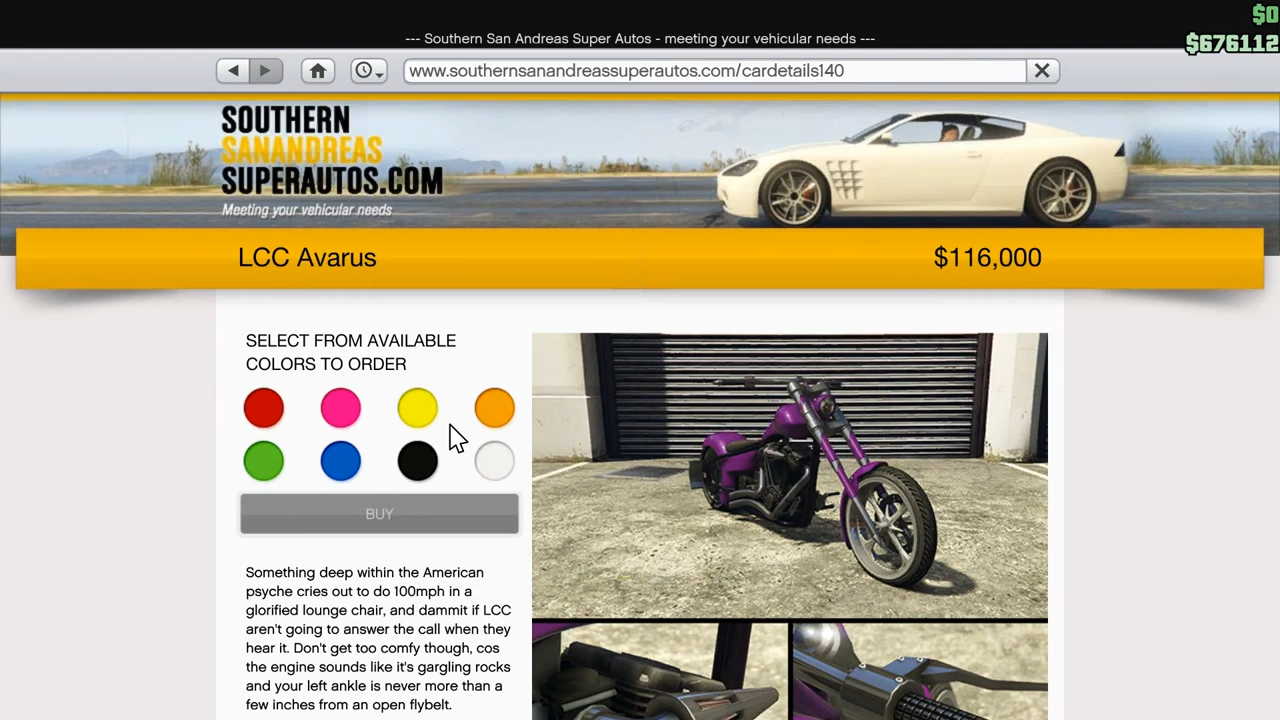 $0
--- Southern San Andreas Super Autos - meeting your vehicular needs ---
$676112
www.southernsanandreassuperautos.com/cardetails140
SOUTHERN
SANANDREAS
SUPERAUTOS.COM
Meeting your vehicular needs
LCC Avarus
$116,000
SELECT FROM AVAILABLE
COLORS TO ORDER
BUY
Something deep within the American
psyche cries out to do 100mph in a
glorified lounge chair, and dammit if LCC
aren't going to answer the call when they
hear it. Don't get too comfy though, cos
the engine sounds like it's gargling rocks
and your left ankle is never more than a
few inches from an open flybelt.